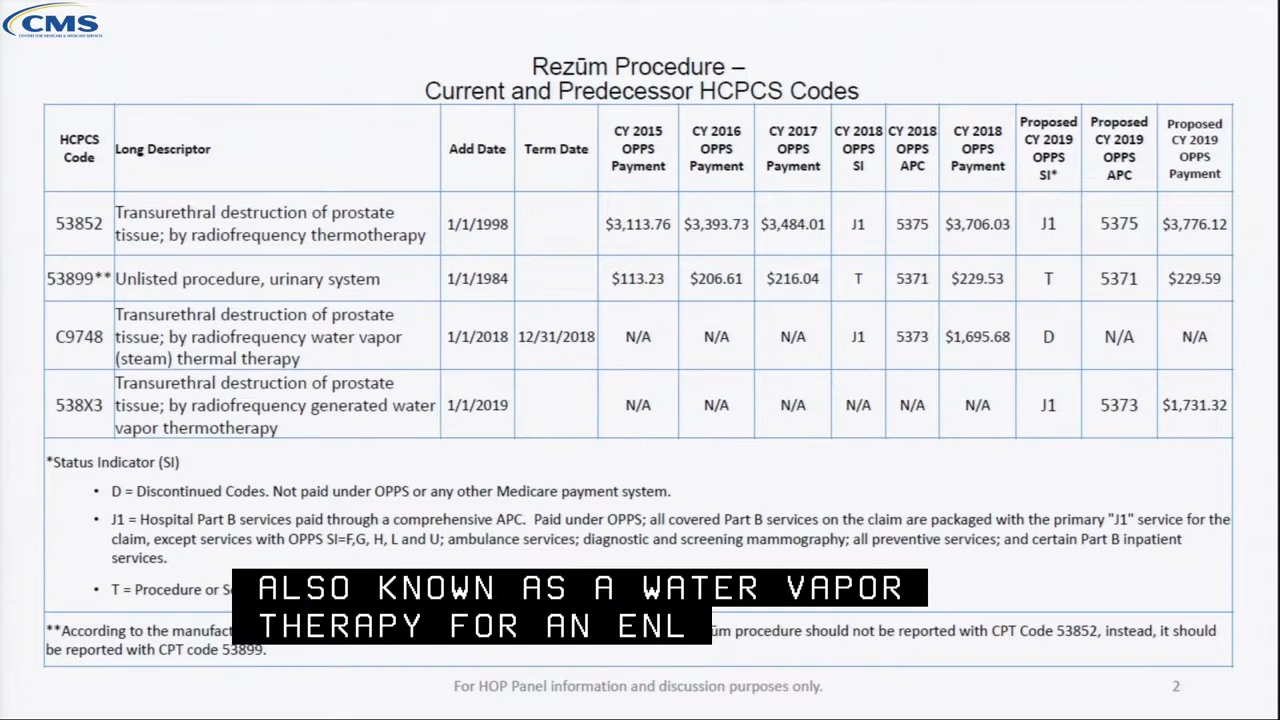 CMS
CENTERS FOR MEDICARE & MEDICAID SERVICES
Rezūm Procedure –
Current and Predecessor HCPCS Codes
HCPCS Code Long Descriptor Add Date Term Date CY 2015 OPPS Payment CY 2016 OPPS Payment CY 2017 OPPS Payment CY 2018 OPPS SI CY 2018 OPPS APC CY 2018 OPPS Payment Proposed CY 2019 OPPS SI* Proposed CY 2019 OPPS APC Proposed CY 2019 OPPS Payment
53852 Transurethral destruction of prostate tissue; by radiofrequency thermotherapy 1/1/1998 $3,113.76 $3,393.73 $3,484.01 J1 5375 $3,706.03 J1 5375 $3,776.12
53899** Unlisted procedure, urinary system 1/1/1984 $113.23 $206.61 $216.04 T 5371 $229.53 T 5371 $229.59
C9748 Transurethral destruction of prostate tissue; by radiofrequency water vapor (steam) thermal therapy 1/1/2018 12/31/2018 N/A N/A N/A J1 5373 $1,695.68 D N/A N/A
538X3 Transurethral destruction of prostate tissue; by radiofrequency generated water vapor thermotherapy 1/1/2019 N/A N/A N/A N/A N/A N/A J1 5373 $1,731.32
*Status Indicator (SI)
• D = Discontinued Codes. Not paid under OPPS or any other Medicare payment system.
• J1 = Hospital Part B services paid through a comprehensive APC. Paid under OPPS; all covered Part B services on the claim are packaged with the primary "J1" service for the
claim, except services with OPPS SI=F,G, H, L and U; ambulance services; diagnostic and screening mammography; all preventive services; and certain Part B inpatient
services.
• T = Procedure or
ALSO KNOWN AS A WATER VAPOR
THERAPY FOR AN ENL
**According to the procedure should not be reported with CPT Code 53852, instead, it should
be reported with CPT code 53899.
For HOP Panel information and discussion purposes only.
2